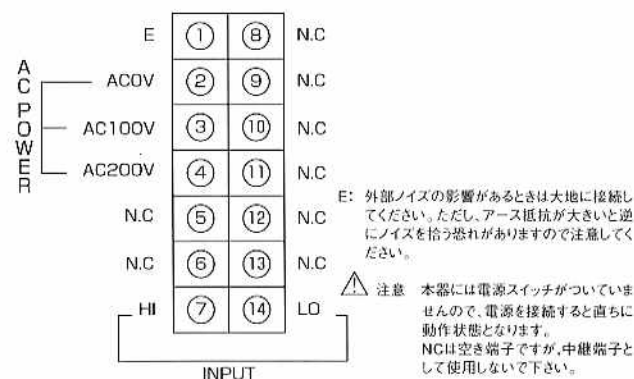 E ① ⑧ N.C
AC POWER
AC0V ② ⑨ N.C
AC100V ③ ⑩ N.C
AC200V ④ ⑪ N.C
N.C ⑤ ⑫ N.C
N.C ⑥ ⑬ N.C
HI ⑦ ⑭ LO
INPUT
E: 外部ノイズの影響があるときは大地に接続し
てください。ただし、アース抵抗が大きいと逆
にノイズを拾う恐れがありますので注意してく
ださい。
注意 本器には電源スイッチがついていま
せんので、電源を接続すると直ちに
動作状態となります。
NCは空き端子ですが、中継端子と
して使用しないで下さい。